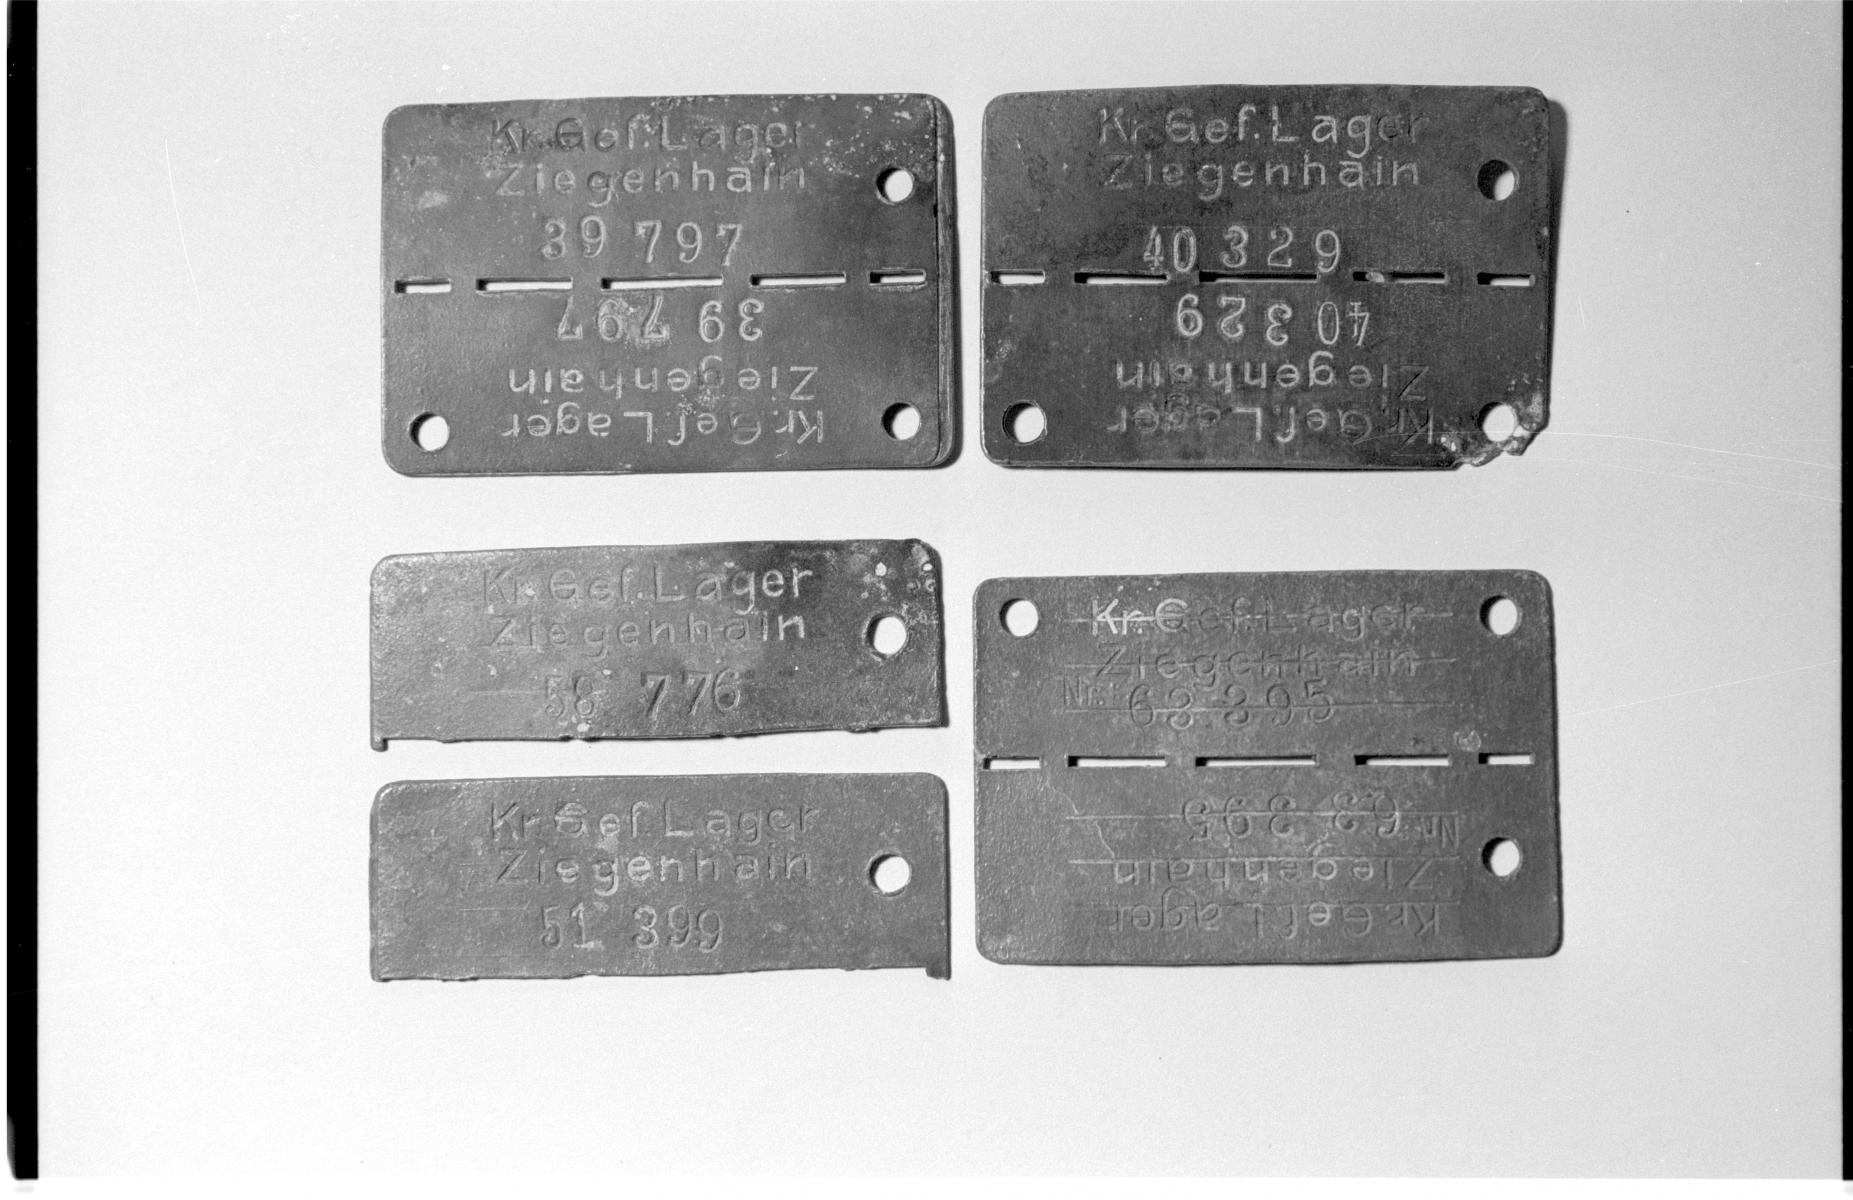 Kr.Gef.Lager
Ziegenhain
39 797
39 797
Ziegenhain
Kr.Gef.Lager
Kr.Gef.Lager
Ziegenhain
40 329
40 329
Ziegenhain
Kr.Gef.Lager
Kr.Gef.Lager
Ziegenhain
58 776
Kr.Gef.Lager
Ziegenhain
51 399
Kr.Gef.Lager
Ziegenhain
Nr.: 63 395
Nr.: 63 395
Ziegenhain
Kr.Gef.Lager